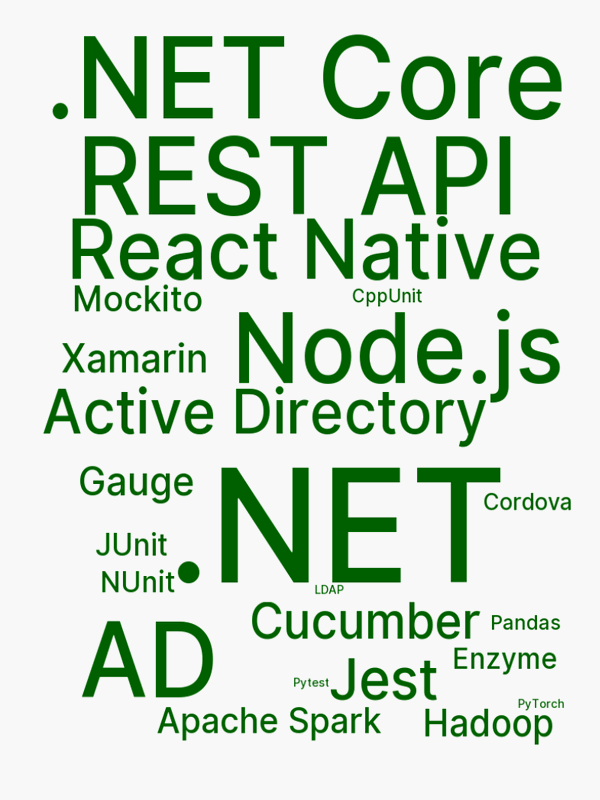 .NET Core
REST API
React Native
Mockito
CppUnit
Node.js
Xamarin
Active Directory
Gauge
.NET
Cordova
JUnit
NUnit
LDAP
Cucumber
Pandas
AD
Enzyme
Pytest
Jest
PyTorch
Apache Spark
Hadoop